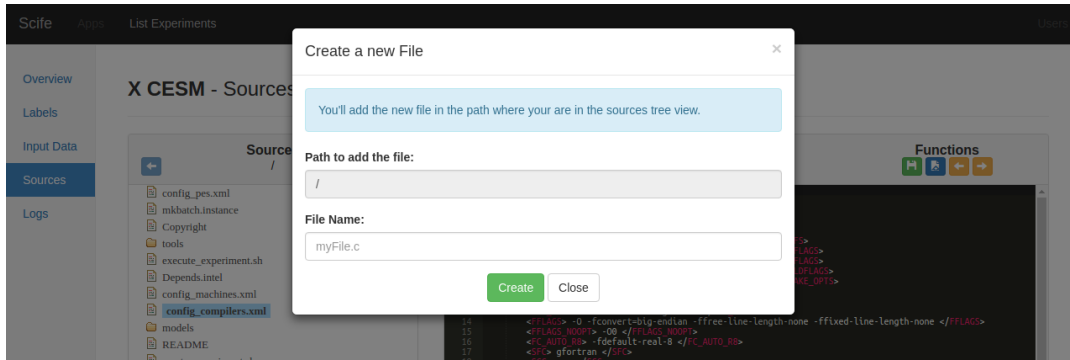 Scife Apps List Experiments Users
Create a new File ×
Overview
X CESM - Sources
You'll add the new file in the path where your are in the sources tree view.
Labels
Input Data
Source Functions
/
Path to add the file:
/
Sources
Logs
config_pes.xml
mkbatch.instance
Copyright
tools
execute_experiment.sh
Depends.intel
config_machines.xml
config_compilers.xml
models
README
File Name:
myFile.c
Create Close
14 <FFLAGS> -O -fconvert=big-endian -ffree-line-length-none -ffixed-line-length-none </FFLAGS>
15 <FFLAGS_NOOPT> -O0 </FFLAGS_NOOPT>
16 <FC_AUTO_R8> -fdefault-real-8 </FC_AUTO_R8>
17 <SFC> gfortran </SFC>